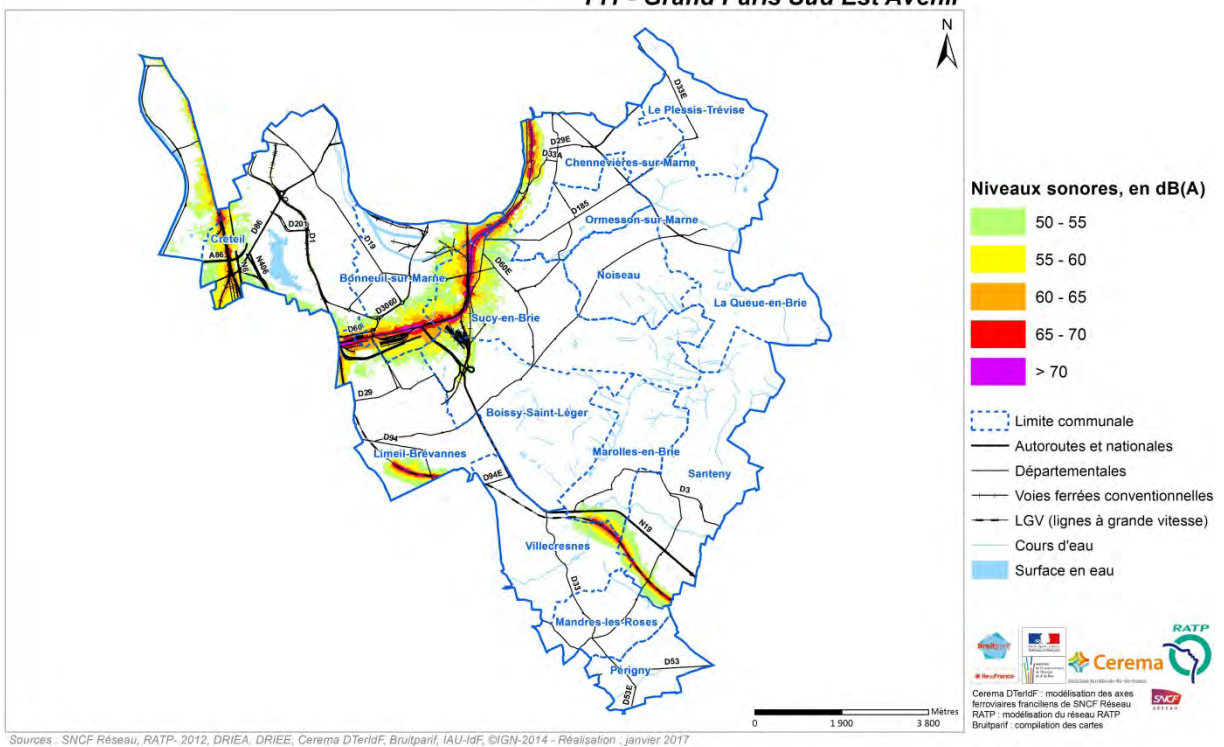 N
Le Plessis-Trévise
D33E
D29E
D33A
Chennevières-sur-Marne
D185
Ormesson-sur-Marne
Créteil
D86
D201
D1
D19
A86
N6
N406
Bonneuil-sur-Marne
D60E
Noiseau
La Queue-en-Brie
D3060
D60
Sucy-en-Brie
D29
Boissy-Saint-Léger
D94
Limeil-Brévannes
D94E
Marolles-en-Brie
Santeny
D3
N19
Villecresnes
D33
Mandres-les-Roses
Périgny
D53
D53E
Mètres
0 1 900 3 800
Niveaux sonores, en dB(A)
50 - 55
55 - 60
60 - 65
65 - 70
> 70
Limite communale
Autoroutes et nationales
Départementales
Voies ferrées conventionnelles
LGV (lignes à grande vitesse)
Cours d'eau
Surface en eau
RATP
Bruitparif
îledeFrance
Cerema
SNCF
RÉSEAU
Cerema DTerIdF : modélisation des axes
ferroviaires franciliens de SNCF Réseau
RATP : modélisation du réseau RATP
Bruitparif : compilation des cartes
Sources : SNCF Réseau, RATP- 2012, DRIEA, DRIEE, Cerema DTerIdF, Bruitparif, IAU-IdF, ©IGN-2014 - Réalisation : janvier 2017